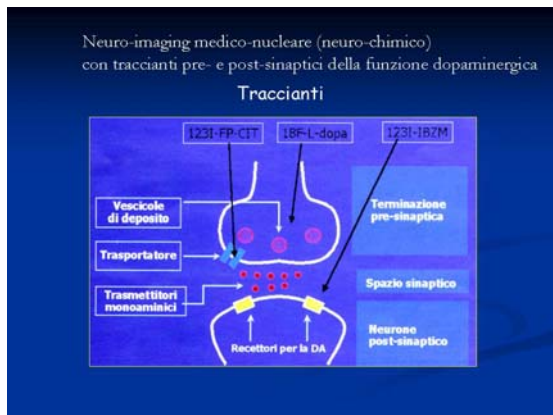 Neuro-imaging medico-nucleare (neuro-chimico)
con traccianti pre- e post-sinaptici della funzione dopaminergica
Traccianti
123I-FP-CIT
18F-L-dopa
123I-IBZM
Vescicole
di deposito
Terminazione
pre-sinaptica
Trasportatore
Spazio sinaptico
Trasmettitori
monoaminici
Neurone
post-sinaptico
Recettori per la DA